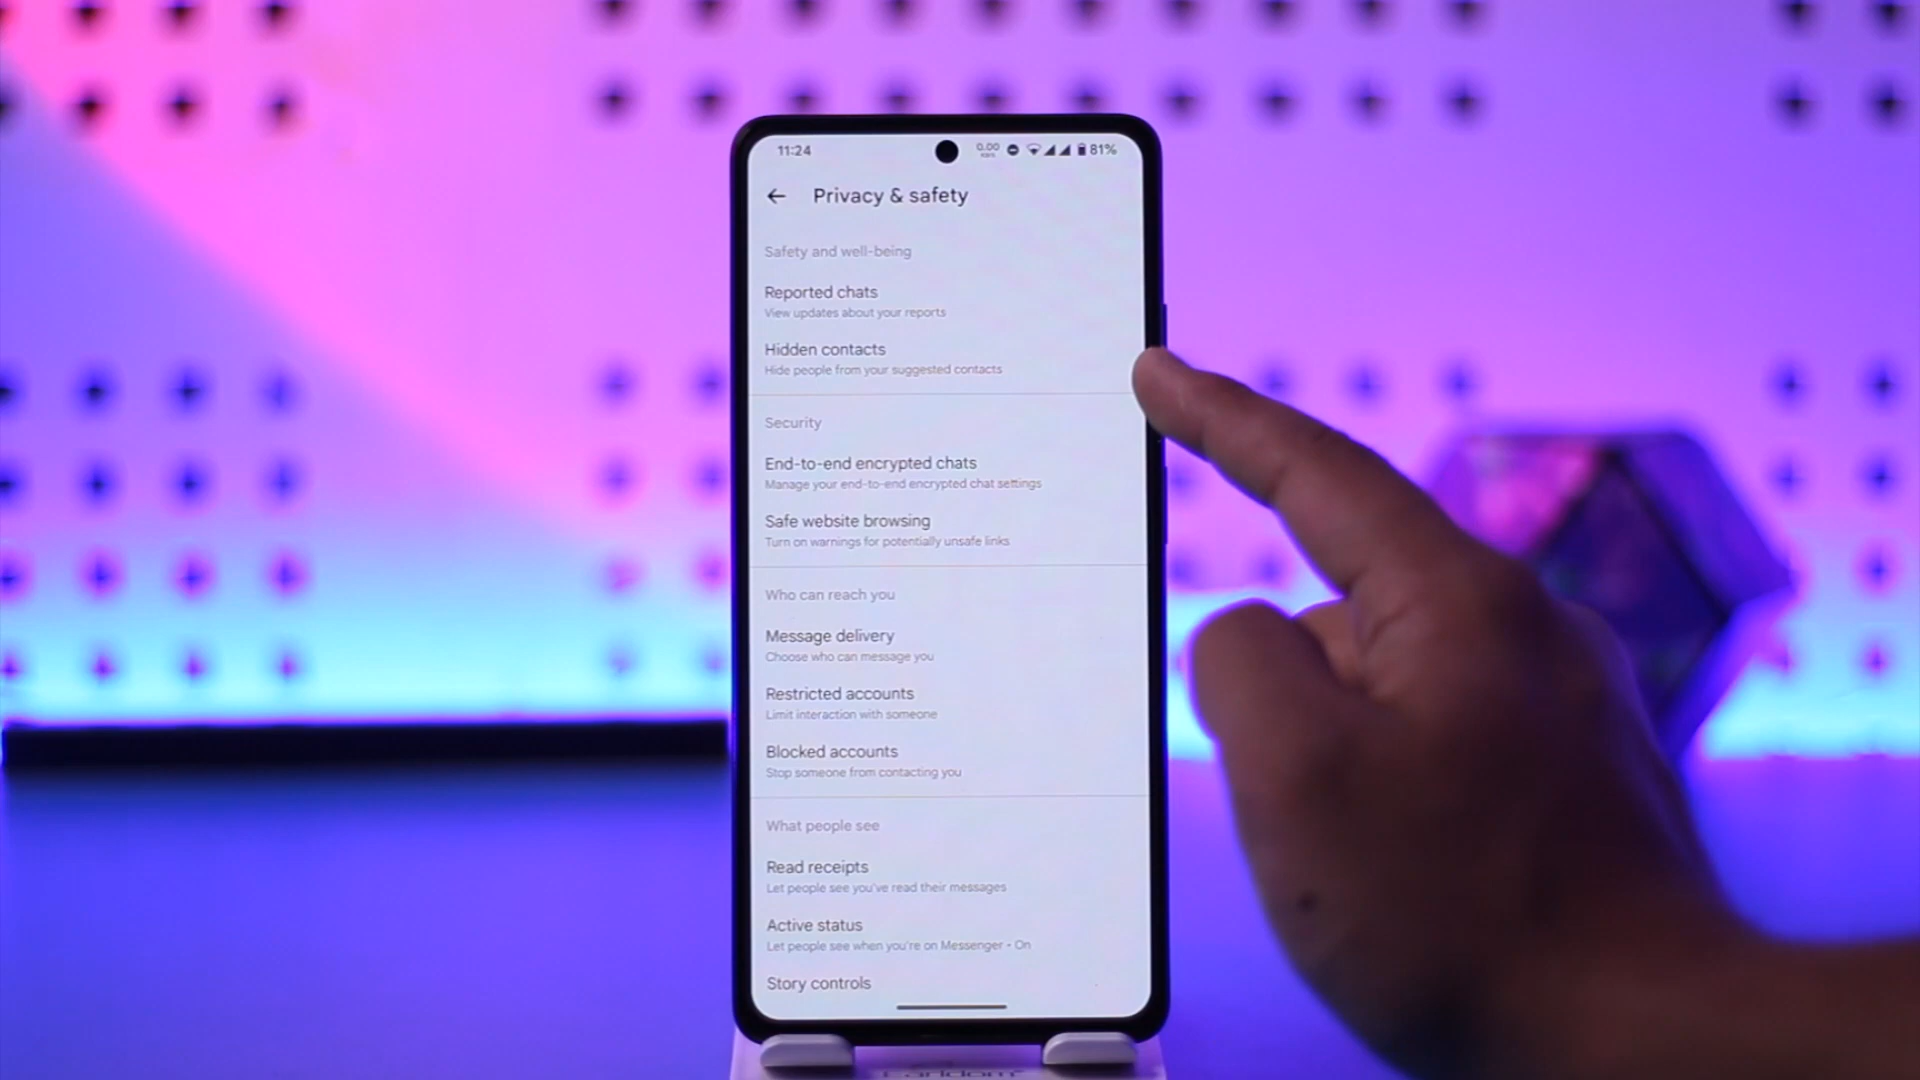 11:24
0.00
81%
Privacy & safety
Safety and well-being
Reported chats
View updates about your reports
Hidden contacts
Hide people from your suggested contacts
Security
End-to-end encrypted chats
Manage your end-to-end encrypted chat settings
Safe website browsing
Turn on warnings for potentially unsafe links
Who can reach you
Message delivery
Choose who can message you
Restricted accounts
Limit interaction with someone
Blocked accounts
Stop someone from contacting you
What people see
Read receipts
Let people see you've read their messages
Active status
Let people see when you're on Messenger - On
Story controls